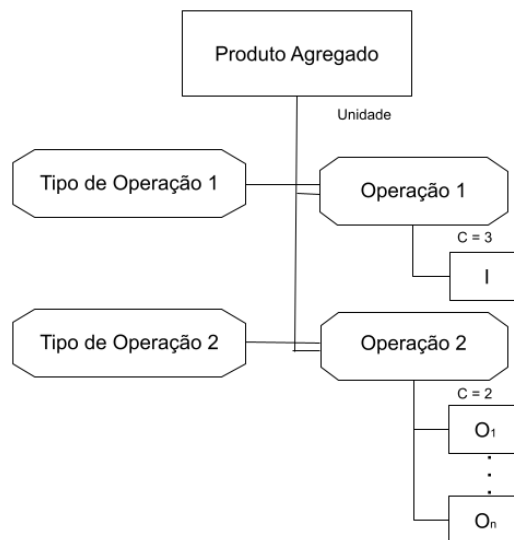 Produto Agregado
Unidade
Tipo de Operação 1
Operação 1
C = 3
I
Tipo de Operação 2
Operação 2
C = 2
O₁
Oₙ